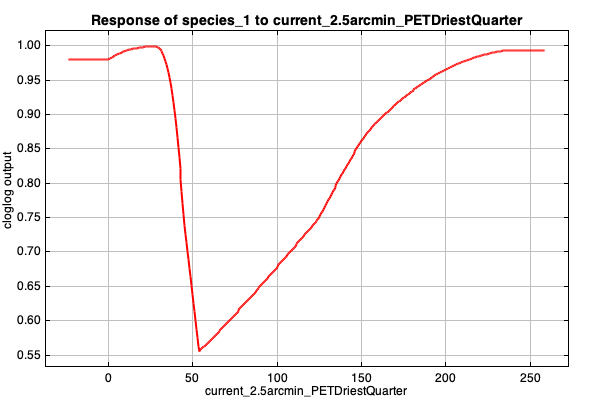 Response of species_1 to current_2.5arcmin_PETDriestQuarter
cloglog output
1.00
0.95
0.90
0.85
0.80
0.75
0.70
0.65
0.60
0.55
0 50 100 150 200 250
current_2.5arcmin_PETDriestQuarter